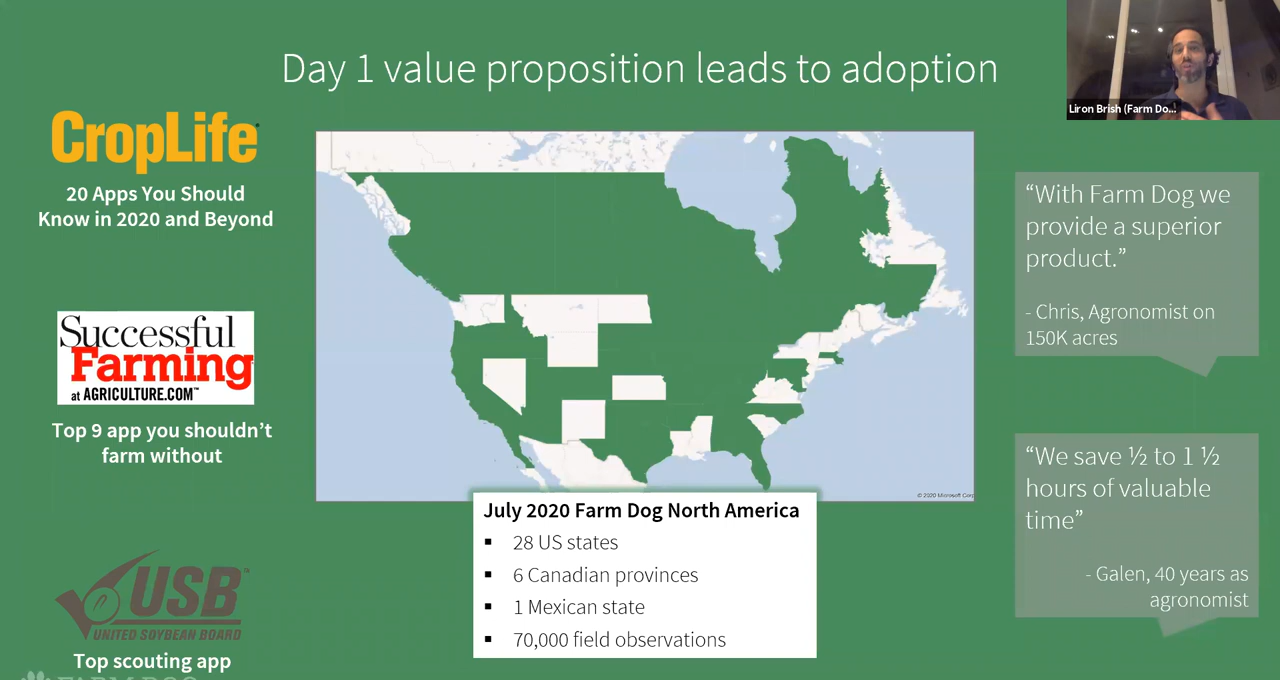 Day 1 value proposition leads to adoption
Liron Brish (Farm Do...
CropLife
20 Apps You Should
Know in 2020 and Beyond
Successful
Farming
at AGRICULTURE.COM™
Top 9 app you shouldn’t
farm without
USB™
UNITED SOYBEAN BOARD
Top scouting app
FARM DOG
© 2020 Microsoft Corp
July 2020 Farm Dog North America
▪ 28 US states
▪ 6 Canadian provinces
▪ 1 Mexican state
▪ 70,000 field observations
“With Farm Dog we
provide a superior
product.”
- Chris, Agronomist on
150K acres
“We save ½ to 1 ½
hours of valuable
time”
- Galen, 40 years as
agronomist